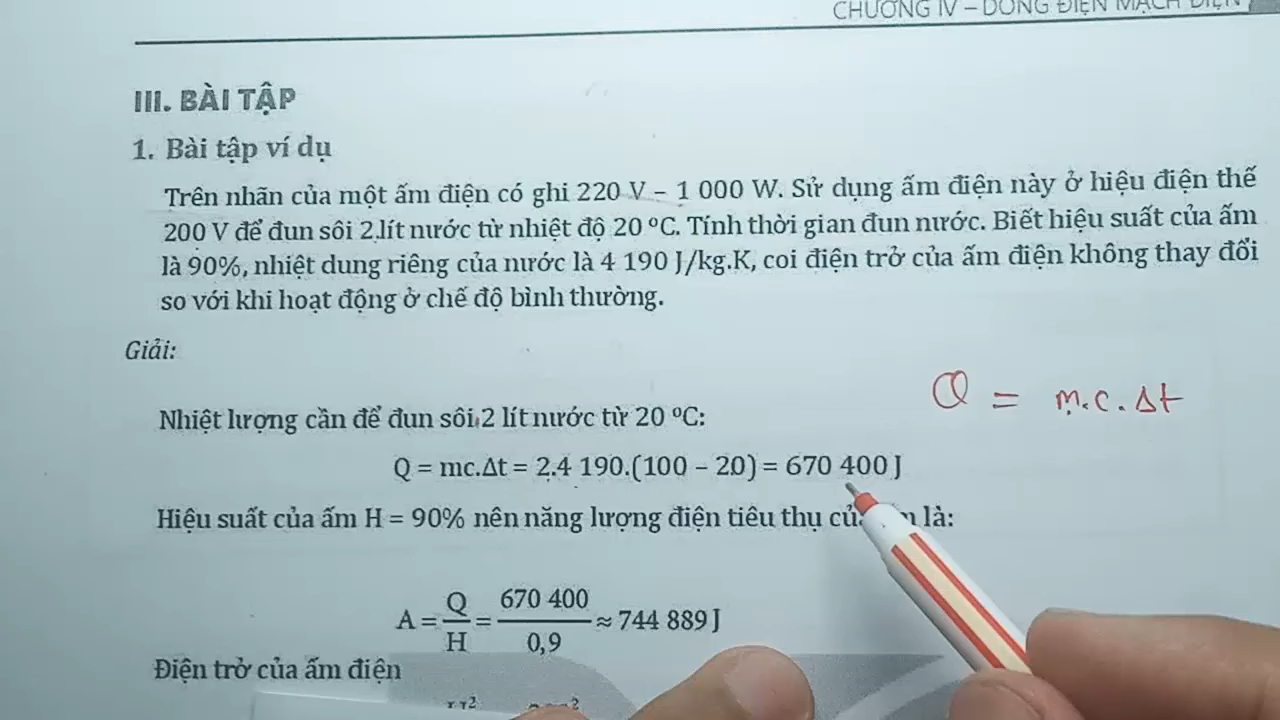 CHƯƠNG IV – DÒNG ĐIỆN MẠCH ĐIỆN
III. BÀI TẬP
1. Bài tập ví dụ
Trên nhãn của một ấm điện có ghi 220 V – 1 000 W. Sử dụng ấm điện này ở hiệu điện thế
200 V để đun sôi 2 lít nước từ nhiệt độ 20 ºC. Tính thời gian đun nước. Biết hiệu suất của ấm
là 90%, nhiệt dung riêng của nước là 4 190 J/kg.K, coi điện trở của ấm điện không thay đổi
so với khi hoạt động ở chế độ bình thường.
Giải:
Q = m.c.Δt
Nhiệt lượng cần để đun sôi 2 lít nước từ 20 ºC:
Q = mc.Δt = 2.4 190.(100 – 20) = 670 400 J
Hiệu suất của ấm H = 90% nên năng lượng điện tiêu thụ là:
A = Q/H = 670 400/0,9 ≈ 744 889 J
Điện trở của ấm điện